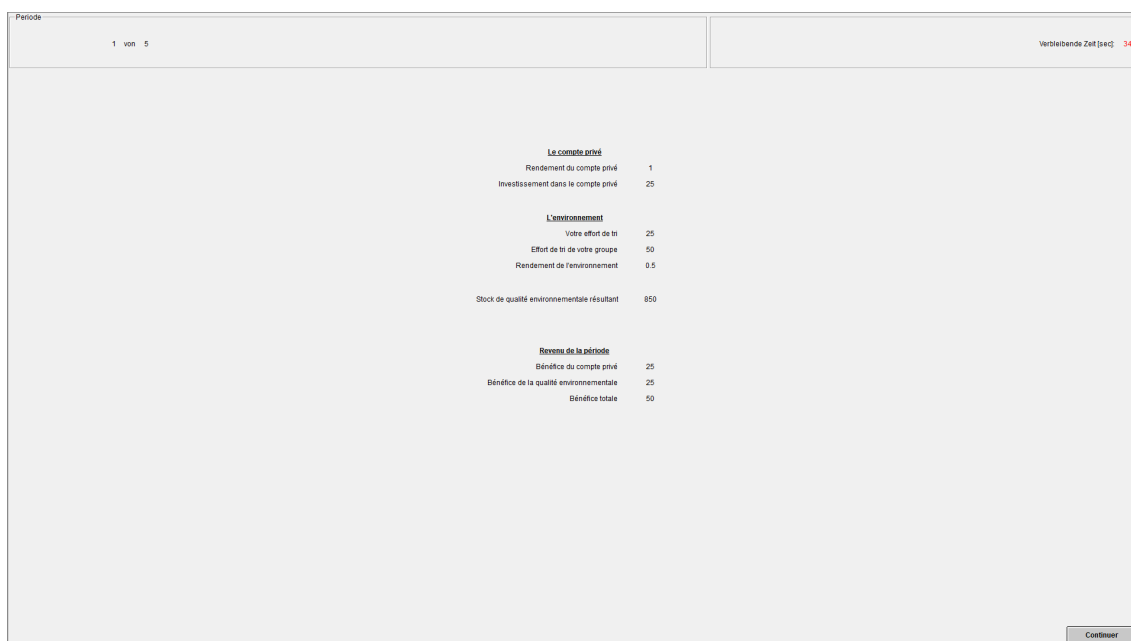 Periode
1 von 5
Verbleibende Zeit [sec]: 34
Le compte privé
Rendement du compte privé 1
Investissement dans le compte privé 25
L'environnement
Votre effort de tri 25
Effort de tri de votre groupe 50
Rendement de l'environnement 0.5
Stock de qualité environnementale résultant 850
Revenu de la période
Bénéfice du compte privé 25
Bénéfice de la qualité environnementale 25
Bénéfice totale 50
Continuer